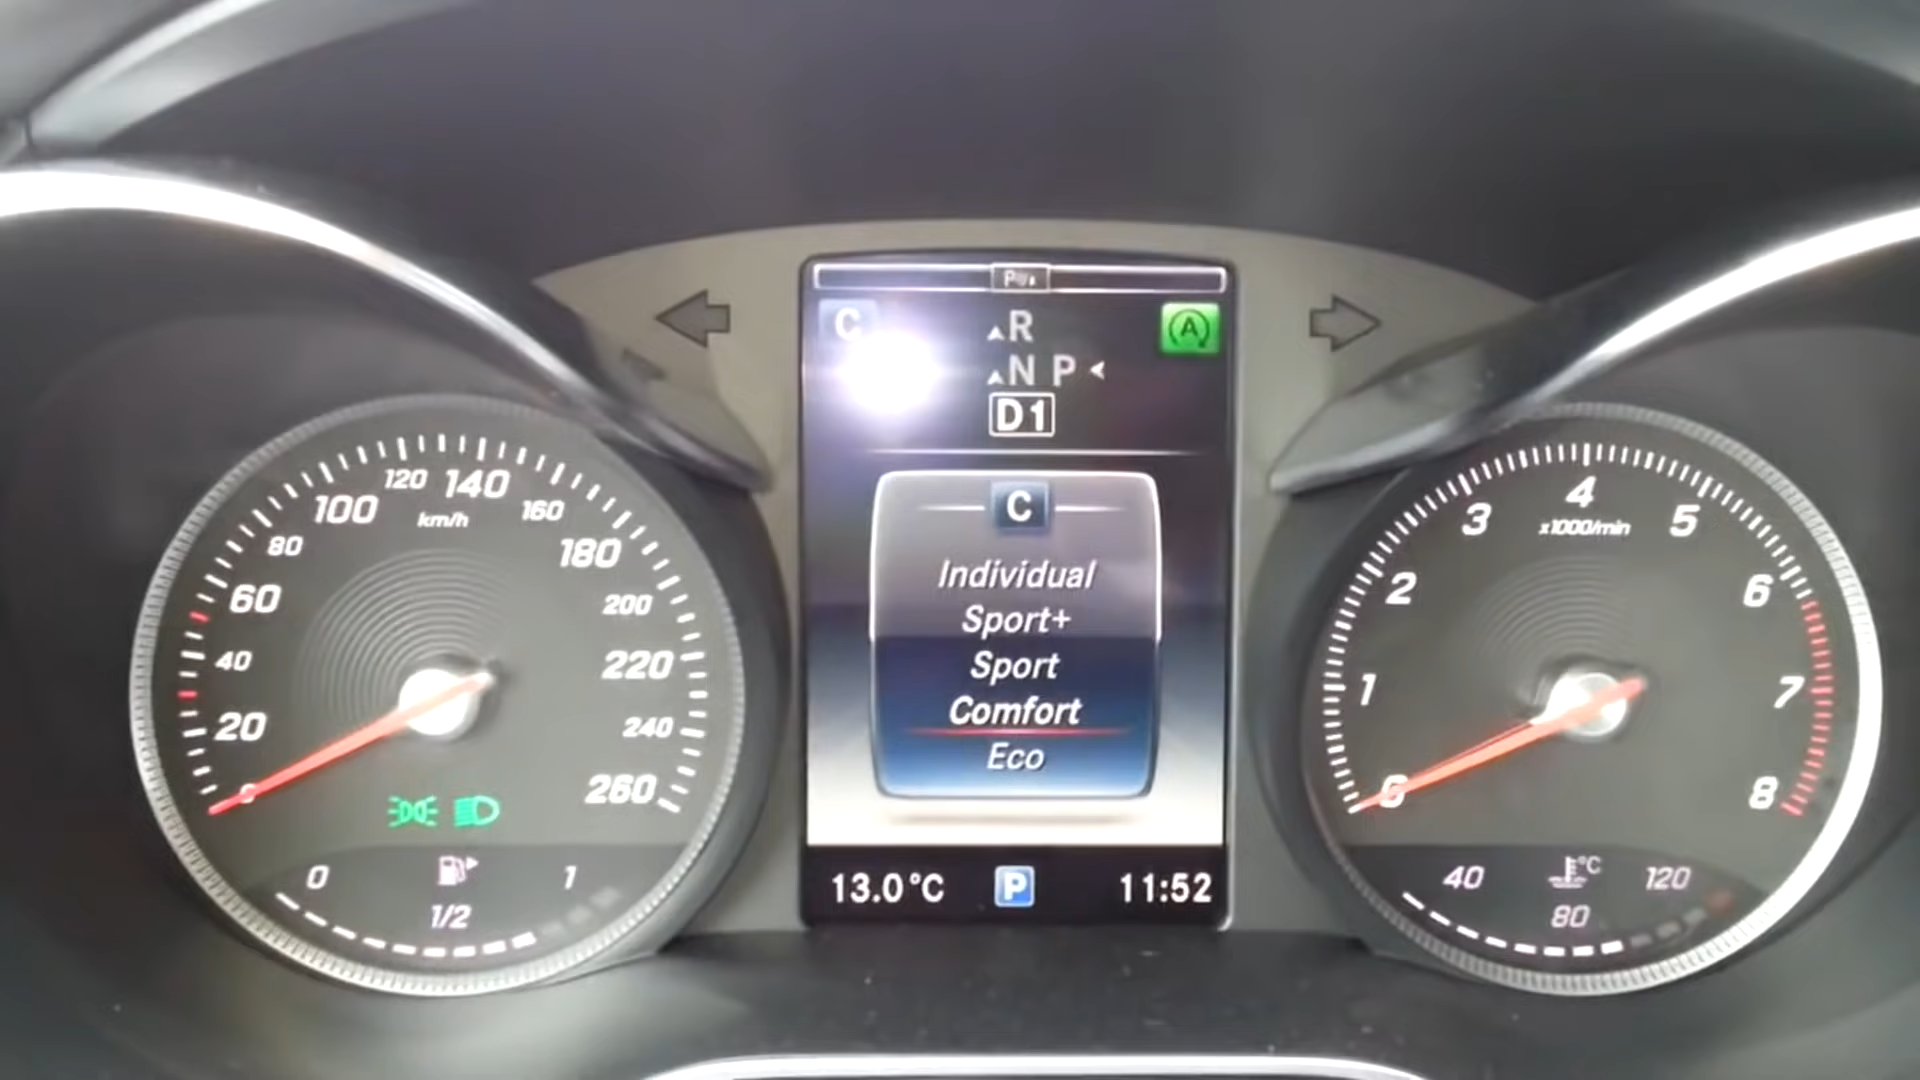 C
R
N P
D1
A
C
Individual
Sport+
Sport
Comfort
Eco
13.0°C P 11:52
0
20
40
60
80
100
120
140
160
180
200
220
240
260
km/h
0 1/2 1
0
1
2
3
4
5
6
7
8
x1000/min
40 80 120
°C